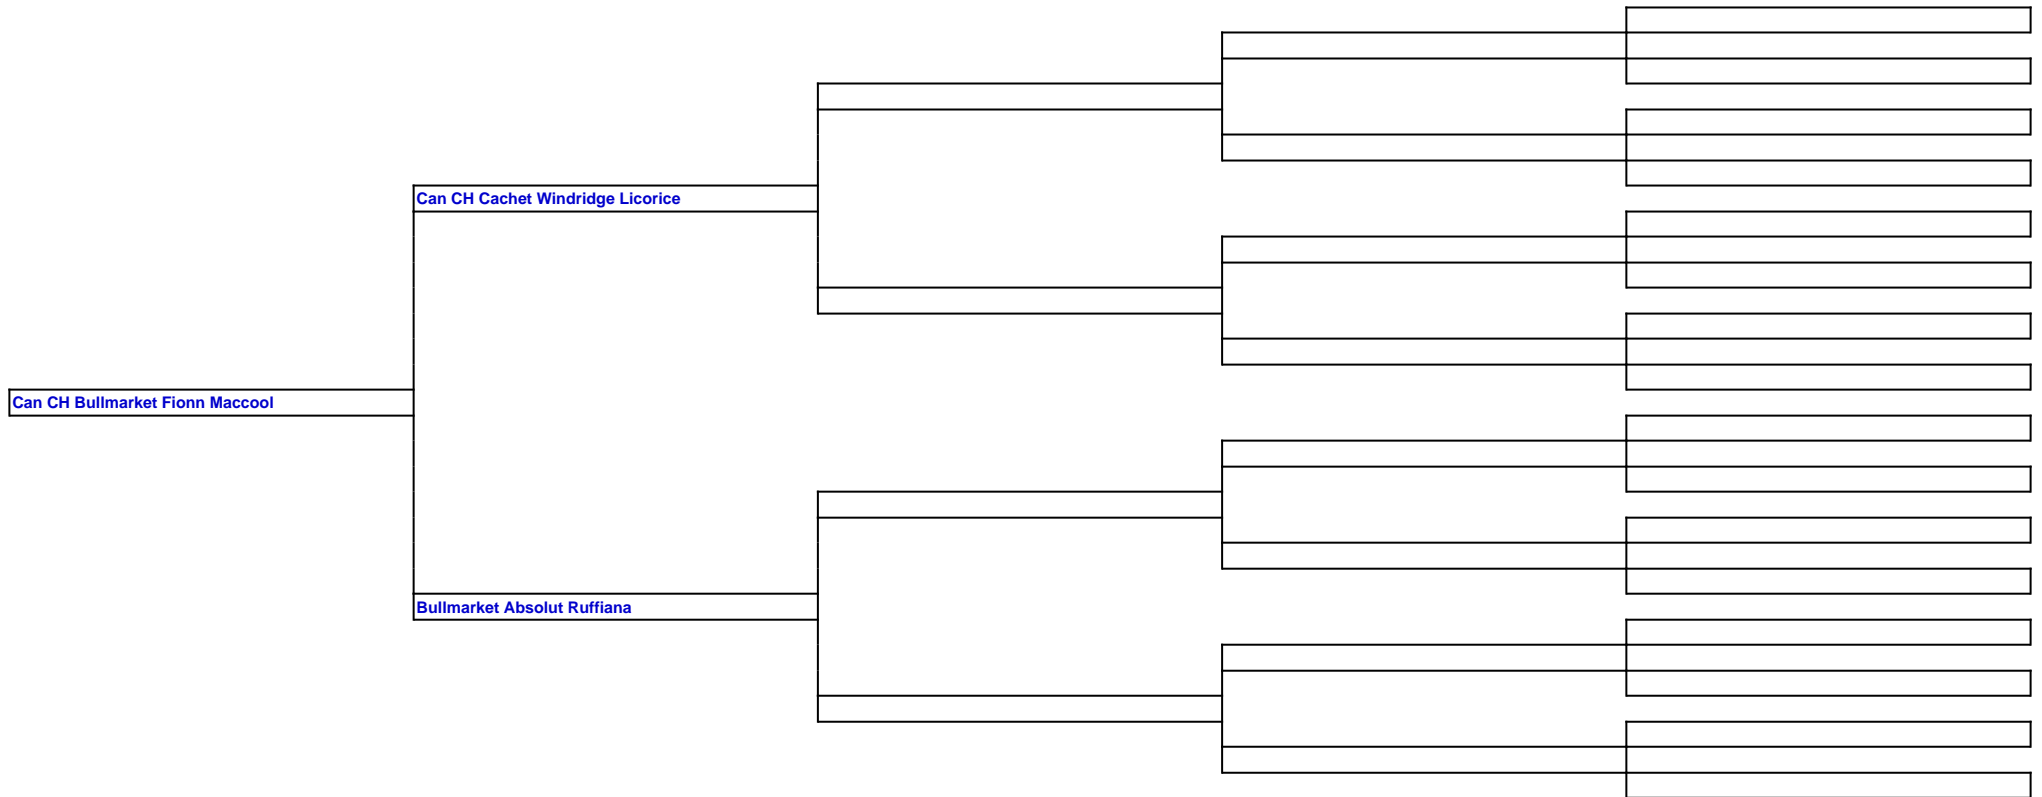 Can CH Cachet Windridge Licorice
Can CH Bullmarket Fionn Maccool
Bullmarket Absolut Ruffiana